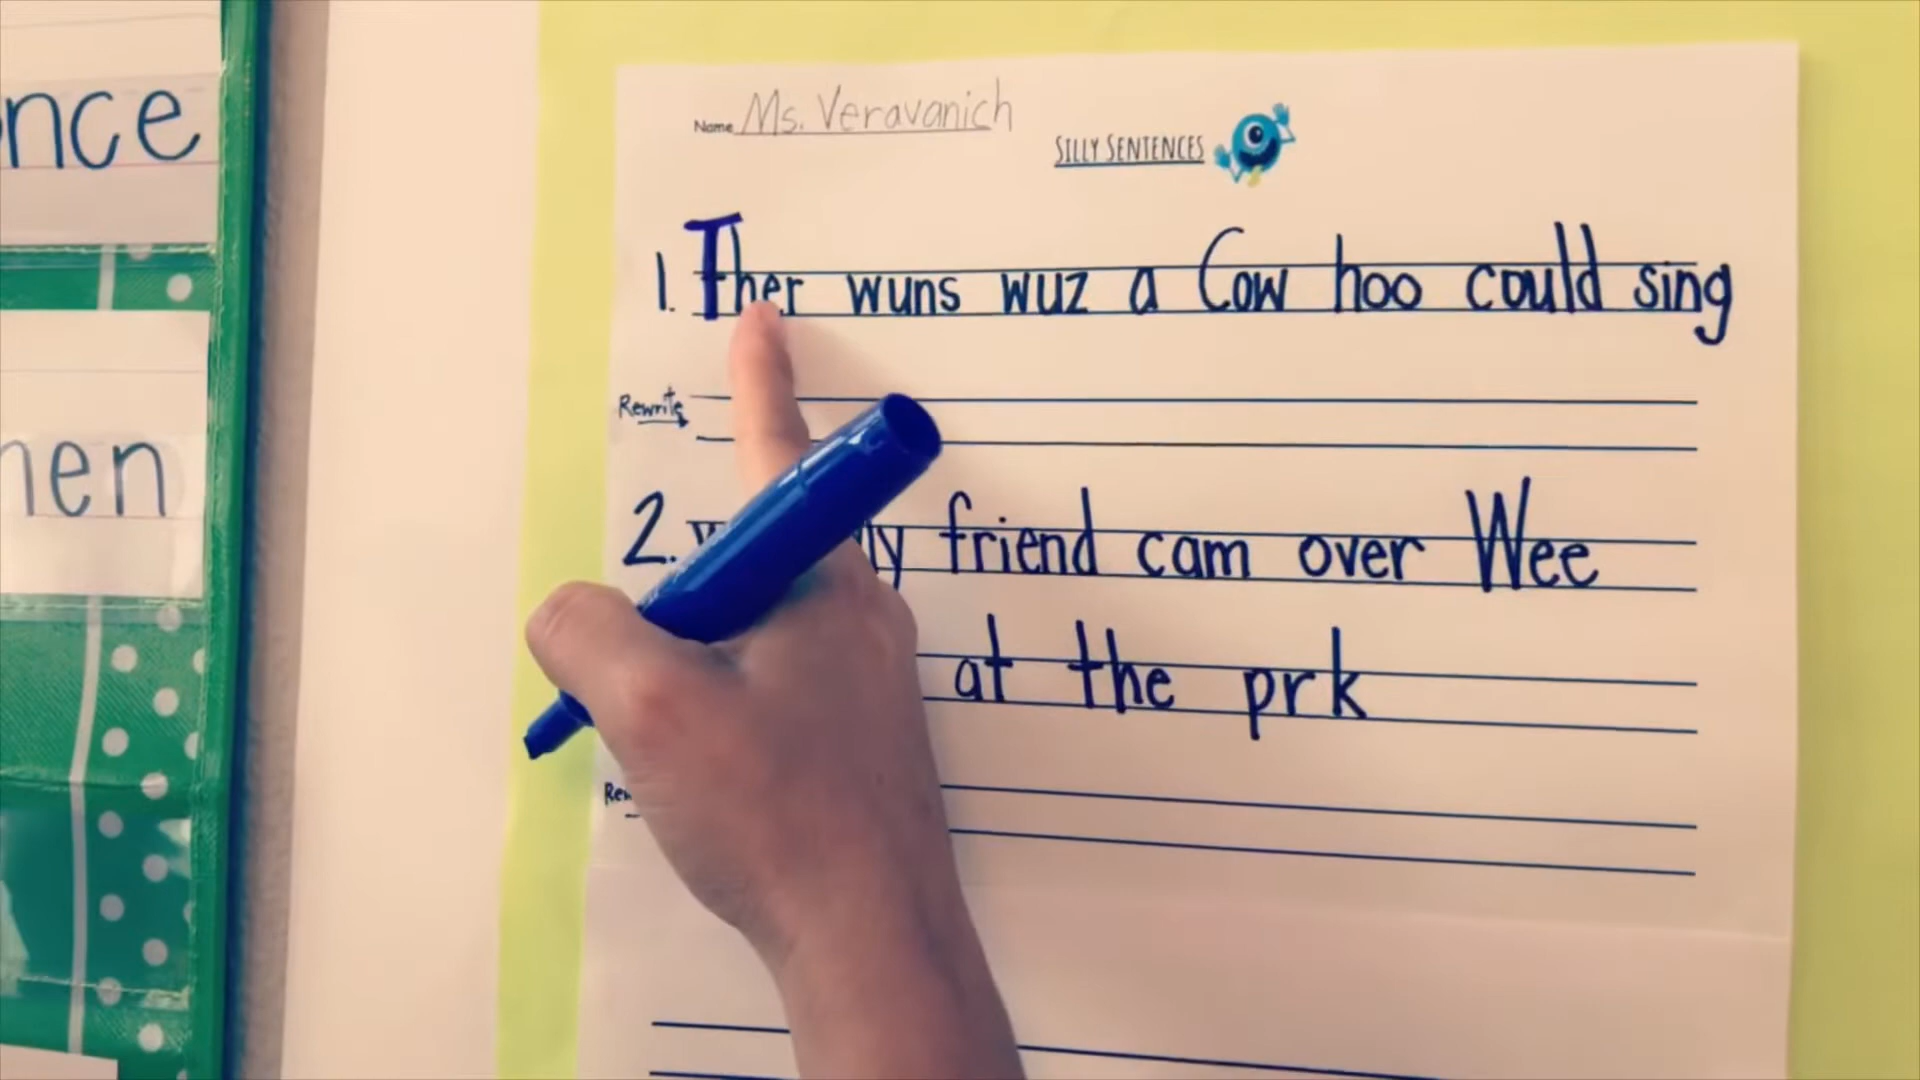 nce
hen
Name Ms. Veravanich
SILLY SENTENCES
1. Ther wuns wuz a Cow hoo could sing
Rewrite
2. friend cam over Wee
at the prk